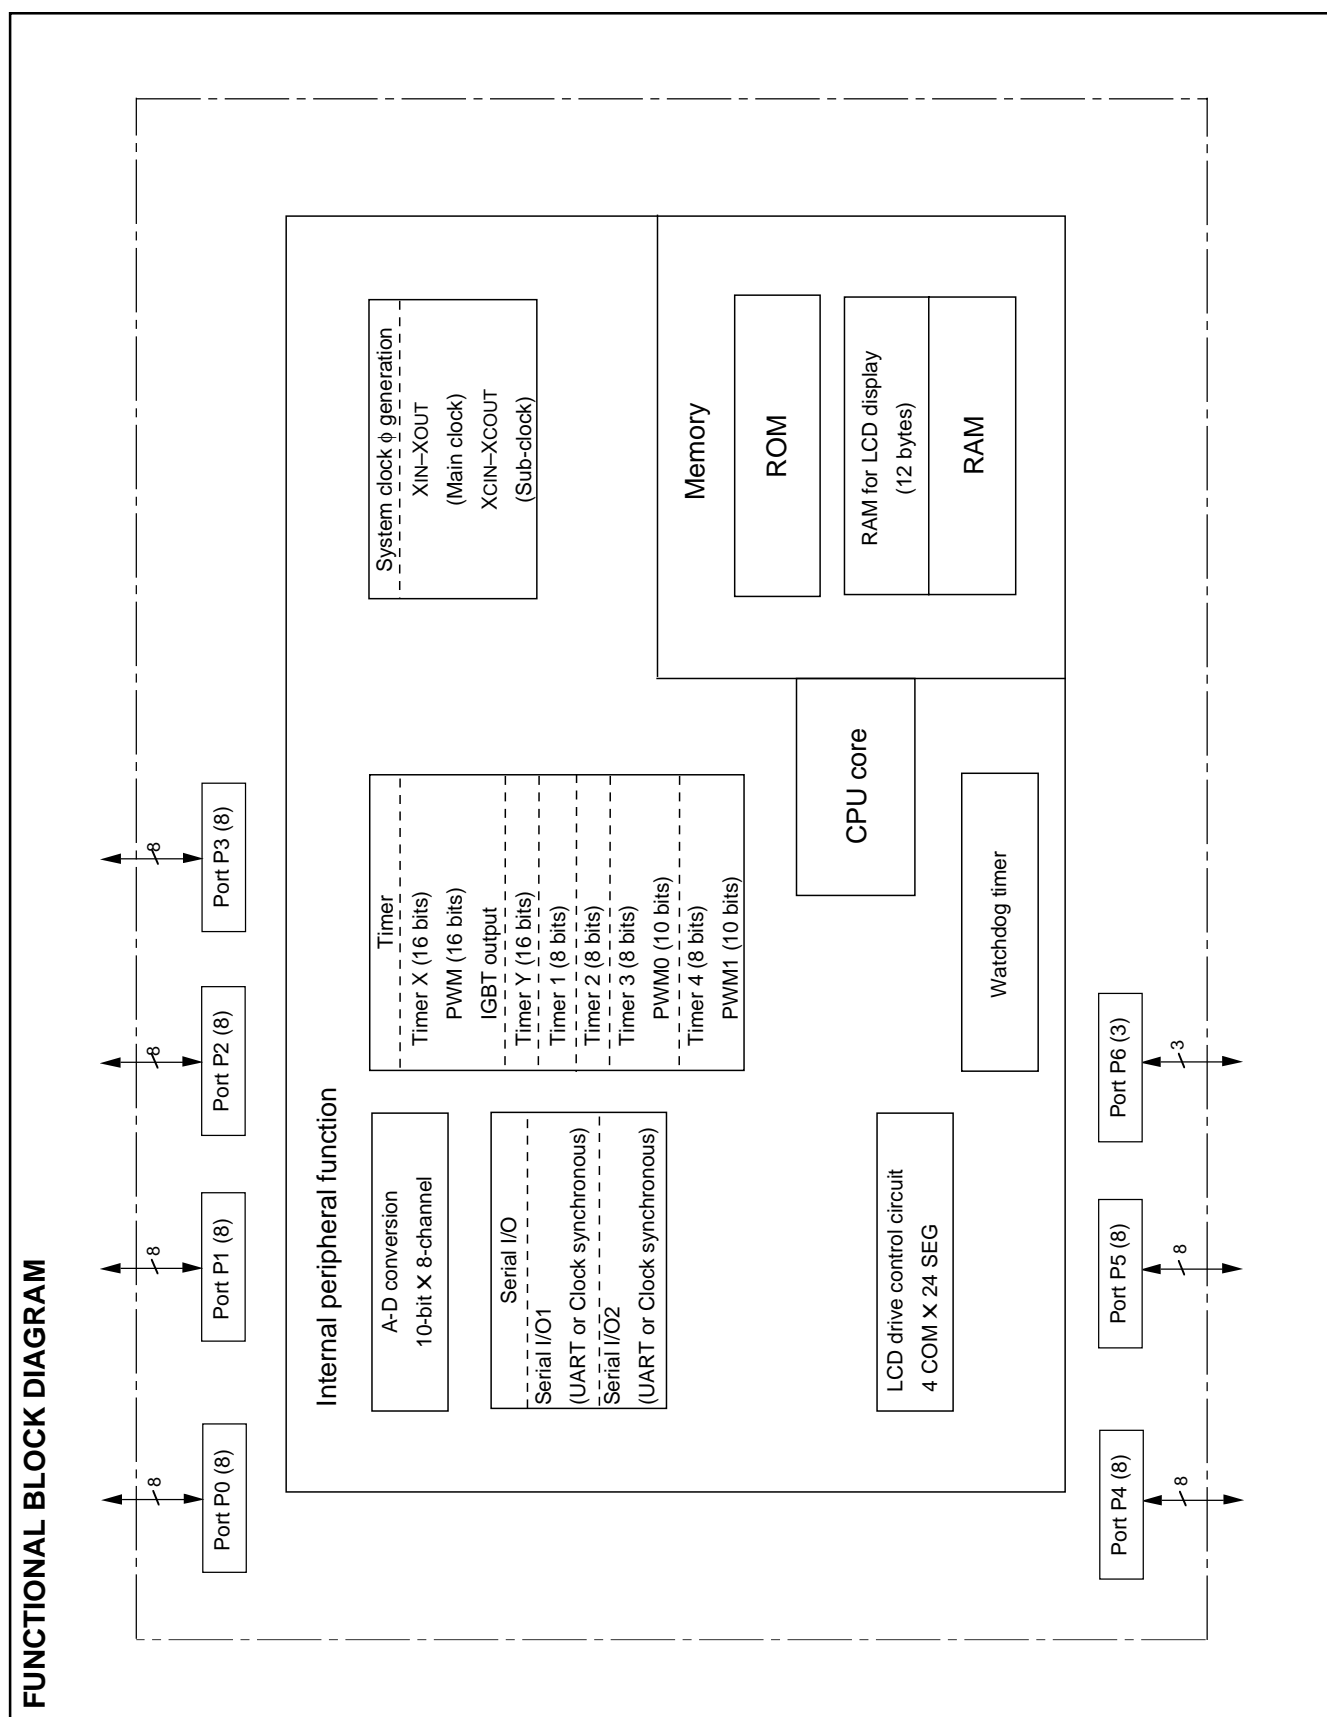 FUNCTIONAL BLOCK DIAGRAM
8
8
8
8
Port P0 (8)
Port P1 (8)
Port P2 (8)
Port P3 (8)
Internal peripheral function
A-D conversion
10-bit X 8-channel
Serial I/O
Serial I/O1
(UART or Clock synchronous)
Serial I/O2
(UART or Clock synchronous)
LCD drive control circuit
4 COM X 24 SEG
Timer
Timer X (16 bits)
PWM (16 bits)
IGBT output
Timer Y (16 bits)
Timer 1 (8 bits)
Timer 2 (8 bits)
Timer 3 (8 bits)
PWM0 (10 bits)
Timer 4 (8 bits)
PWM1 (10 bits)
Watchdog timer
CPU core
System clock ϕ generation
XIN–XOUT
(Main clock)
XCIN–XCOUT
(Sub-clock)
Memory
ROM
RAM for LCD display
(12 bytes)
RAM
Port P4 (8)
Port P5 (8)
Port P6 (3)
8
8
3